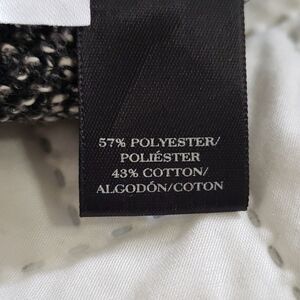 57% POLYESTER/
POLIÉSTER
43% COTTON/
ALGODÓN/COTON